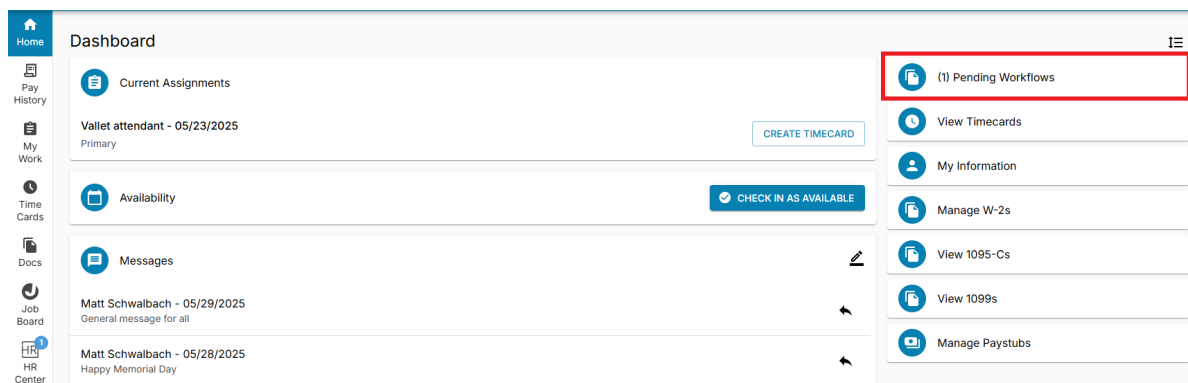 Home
Pay
History
My
Work
Time
Cards
Docs
Job
Board
HR
1
HR
Center
Dashboard
Current Assignments
Vallet attendant - 05/23/2025
Primary
CREATE TIMECARD
Availability
CHECK IN AS AVAILABLE
Messages
Matt Schwalbach - 05/29/2025
General message for all
Matt Schwalbach - 05/28/2025
Happy Memorial Day
(1) Pending Workflows
View Timecards
My Information
Manage W-2s
View 1095-Cs
View 1099s
Manage Paystubs